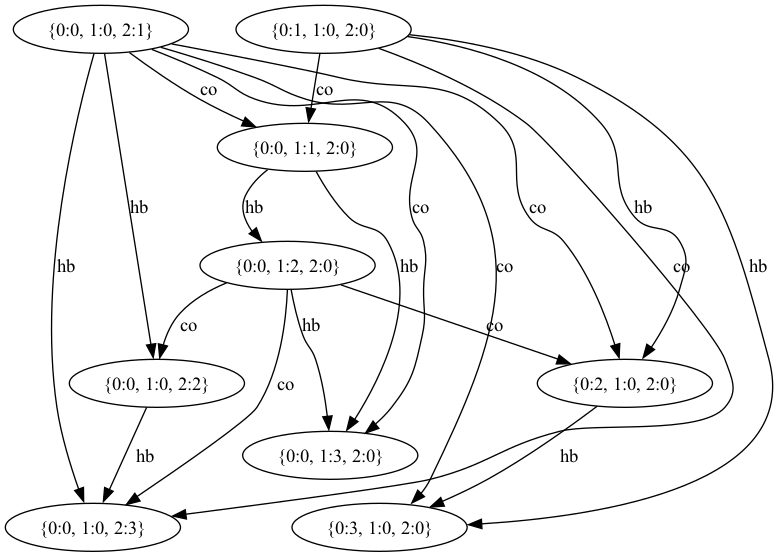 {0:0, 1:0, 2:1} {0:1, 1:0, 2:0}
co co
{0:0, 1:1, 2:0}
hb hb co co hb
{0:0, 1:2, 2:0}
hb hb co co hb
co hb co
{0:0, 1:0, 2:2} {0:2, 1:0, 2:0}
co
hb {0:0, 1:3, 2:0} hb
{0:0, 1:0, 2:3} {0:3, 1:0, 2:0}